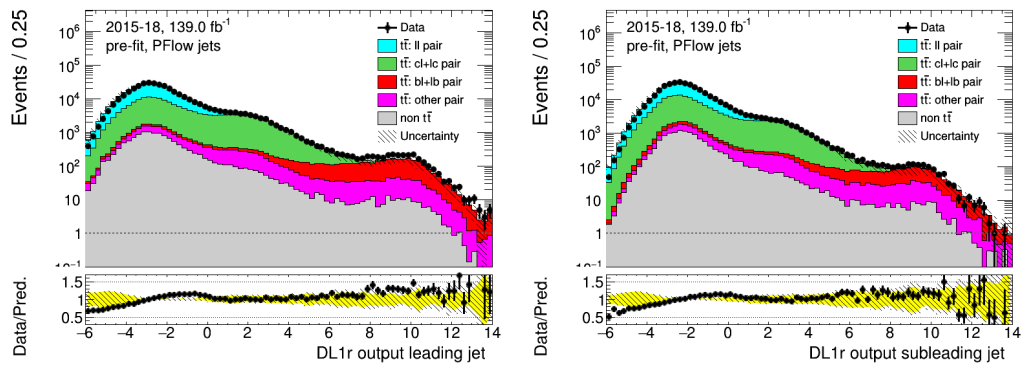 Events / 0.25
10⁶
10⁵
10⁴
10³
10²
10
1
10⁻¹
2015-18, 139.0 fb⁻¹
pre-fit, PFlow jets
Data
tt̄: ll pair
tt̄: cl+lc pair
tt̄: bl+lb pair
tt̄: other pair
non tt̄
Uncertainty
Data/Pred.
1.5
1
0.5
−6 −4 −2 0 2 4 6 8 10 12 14
DL1r output leading jet
Events / 0.25
10⁶
10⁵
10⁴
10³
10²
10
1
10⁻¹
2015-18, 139.0 fb⁻¹
pre-fit, PFlow jets
Data
tt̄: ll pair
tt̄: cl+lc pair
tt̄: bl+lb pair
tt̄: other pair
non tt̄
Uncertainty
Data/Pred.
1.5
1
0.5
−6 −4 −2 0 2 4 6 8 10 12 14
DL1r output subleading jet